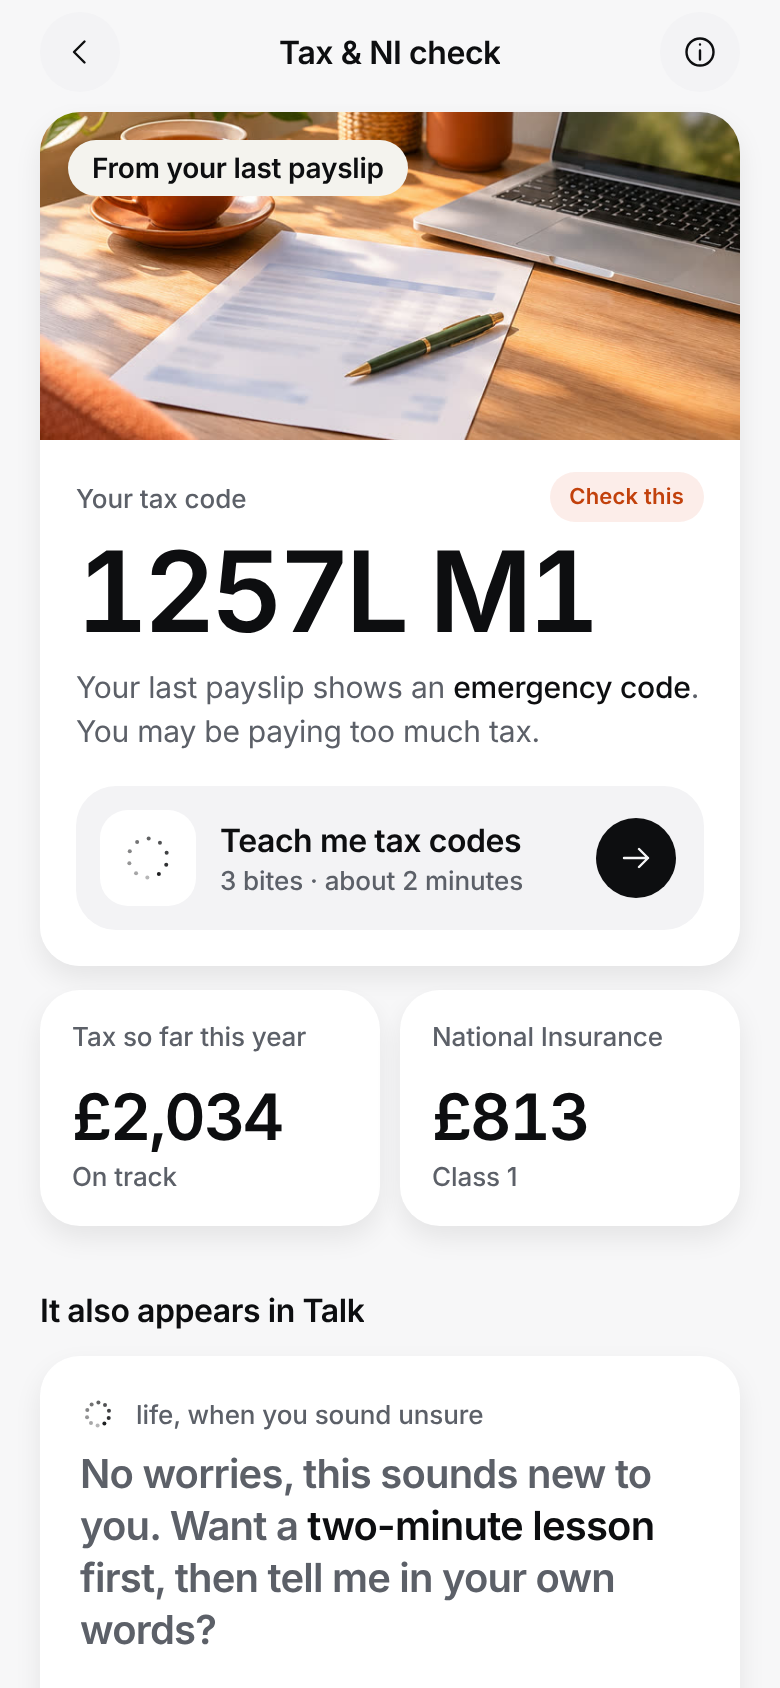 Tax & NI check
From your last payslip
Your tax code
Check this
1257L M1
Your last payslip shows an emergency code.
You may be paying too much tax.
Teach me tax codes
3 bites · about 2 minutes
Tax so far this year
£2,034
On track
National Insurance
£813
Class 1
It also appears in Talk
life, when you sound unsure
No worries, this sounds new to
you. Want a two-minute lesson
first, then tell me in your own
words?